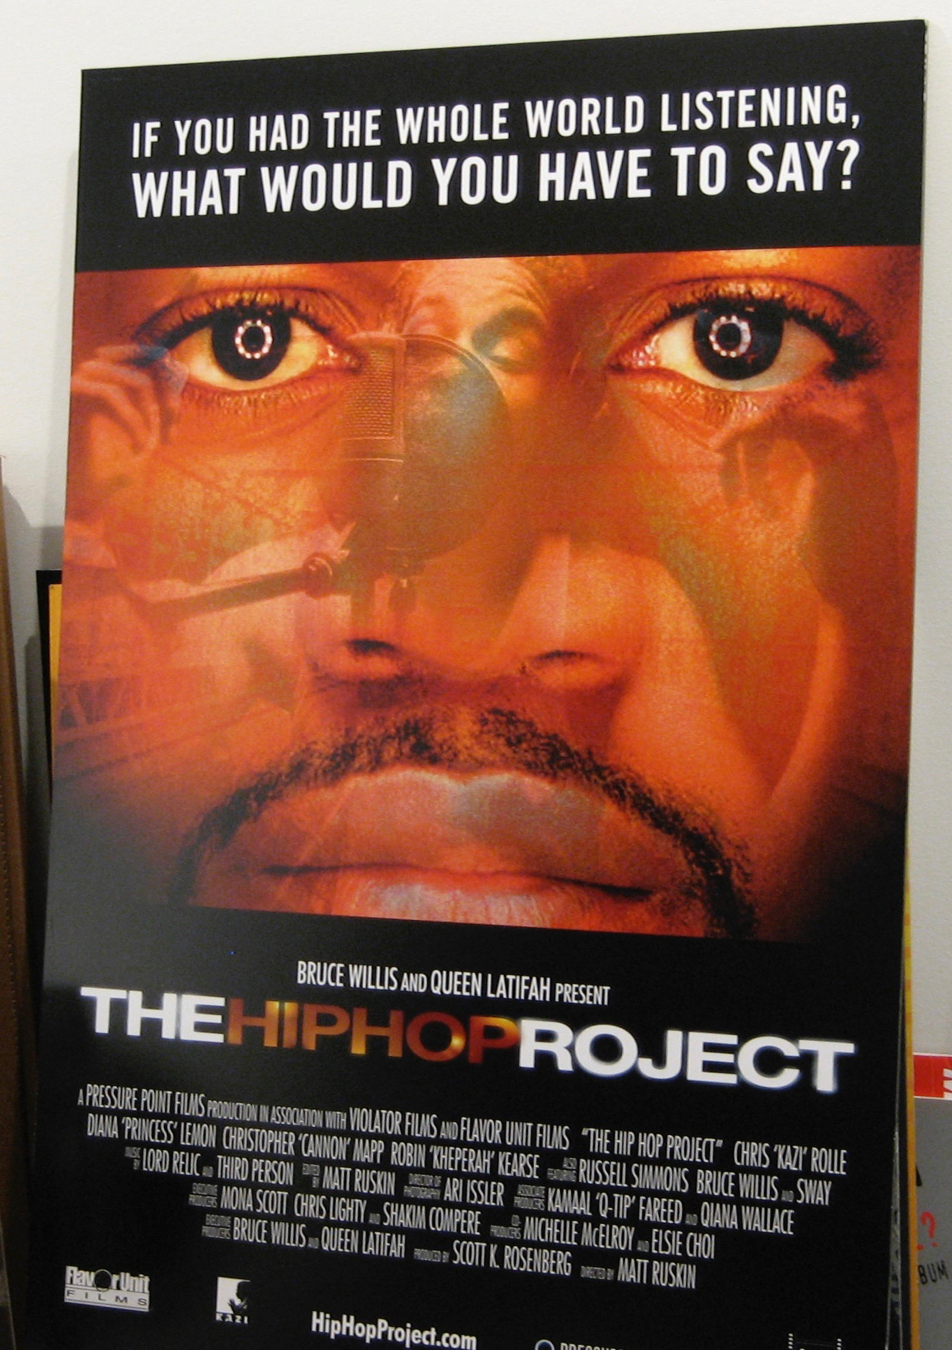 IF YOU HAD THE WHOLE WORLD LISTENING,
WHAT WOULD YOU HAVE TO SAY?
BRUCE WILLIS AND QUEEN LATIFAH PRESENT
THEHIPHOPROJECT
A PRESSURE POINT FILMS PRODUCTION IN ASSOCIATION WITH VIOLATOR FILMS AND FLAVOR UNIT FILMS "THE HIP HOP PROJECT" CHRIS 'KAZI' ROLLE
DIANA 'PRINCESS' LEMON CHRISTOPHER 'CANNON' MAPP ROBIN 'KHEPERAH' KEARSE ALSO FEATURING RUSSELL SIMMONS BRUCE WILLIS AND SWAY
MUSIC BY LORD RELIC AND THIRD PERSON EDITED BY MATT RUSKIN DIRECTOR OF PHOTOGRAPHY ARI ISSLER ASSOCIATE PRODUCERS KAMAAL 'Q-TIP' FAREED AND QIANA WALLACE
EXECUTIVE PRODUCERS MONA SCOTT CHRIS LIGHTY AND SHAKIM COMPERE CO-PRODUCERS MICHELLE McELROY AND ELSIE CHOI
EXECUTIVE PRODUCERS BRUCE WILLIS AND QUEEN LATIFAH PRODUCED BY SCOTT K. ROSENBERG DIRECTED BY MATT RUSKIN
Flavor Unit
FILMS
KAZI
HipHopProject.com
?
BUM